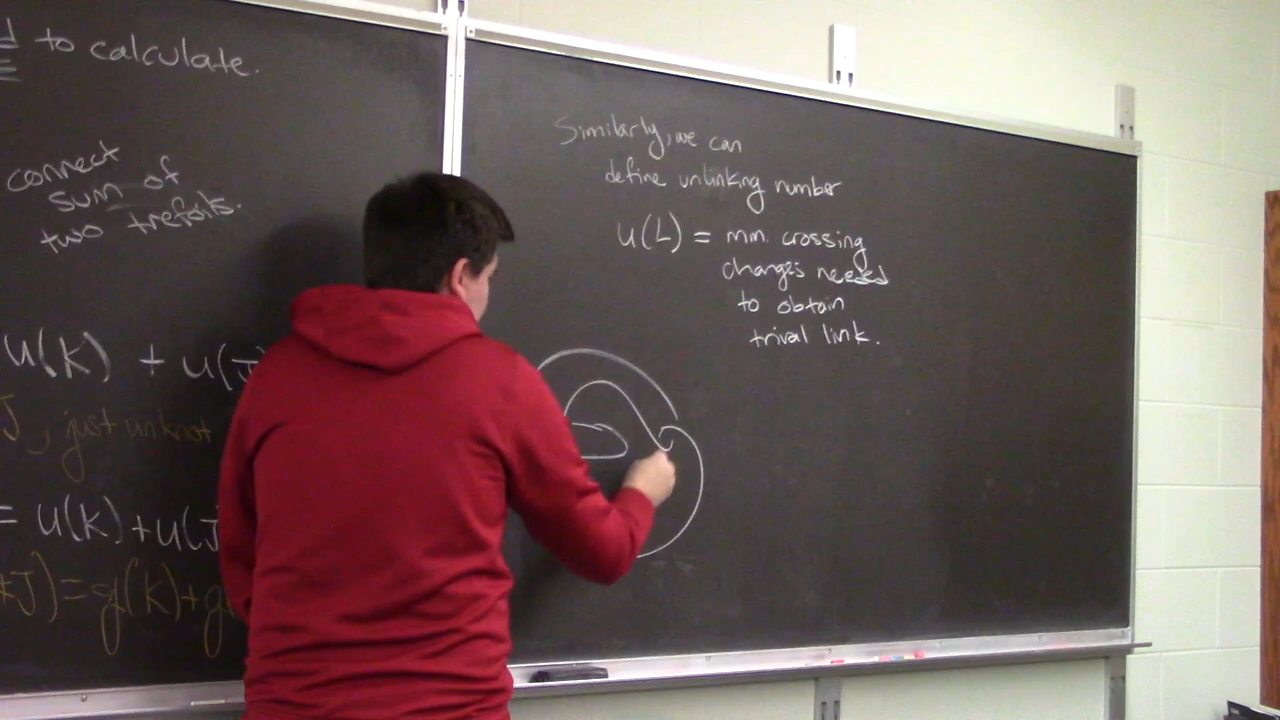 to calculate.
connect
sum of
two trefoils.
U(K) + U(J
J, just unknot
= U(K)+U(J
*J)=g(K)+g
Similarly, we can
define unlinking number
U(L) = min. crossing
changes needed
to obtain
trival link.